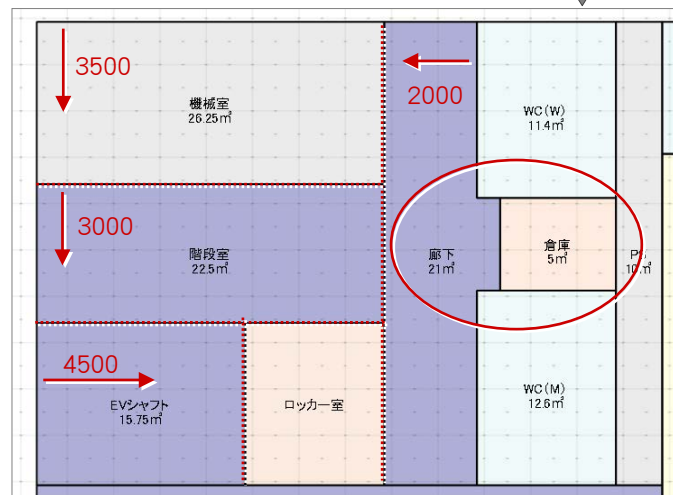 3500
2000
機械室
26.25㎡
WC(W)
11.4㎡
3000
階段室
22.5㎡
廊下
21㎡
倉庫
5㎡
4500
EVシャフト
15.75㎡
ロッカー室
WC(M)
12.6㎡